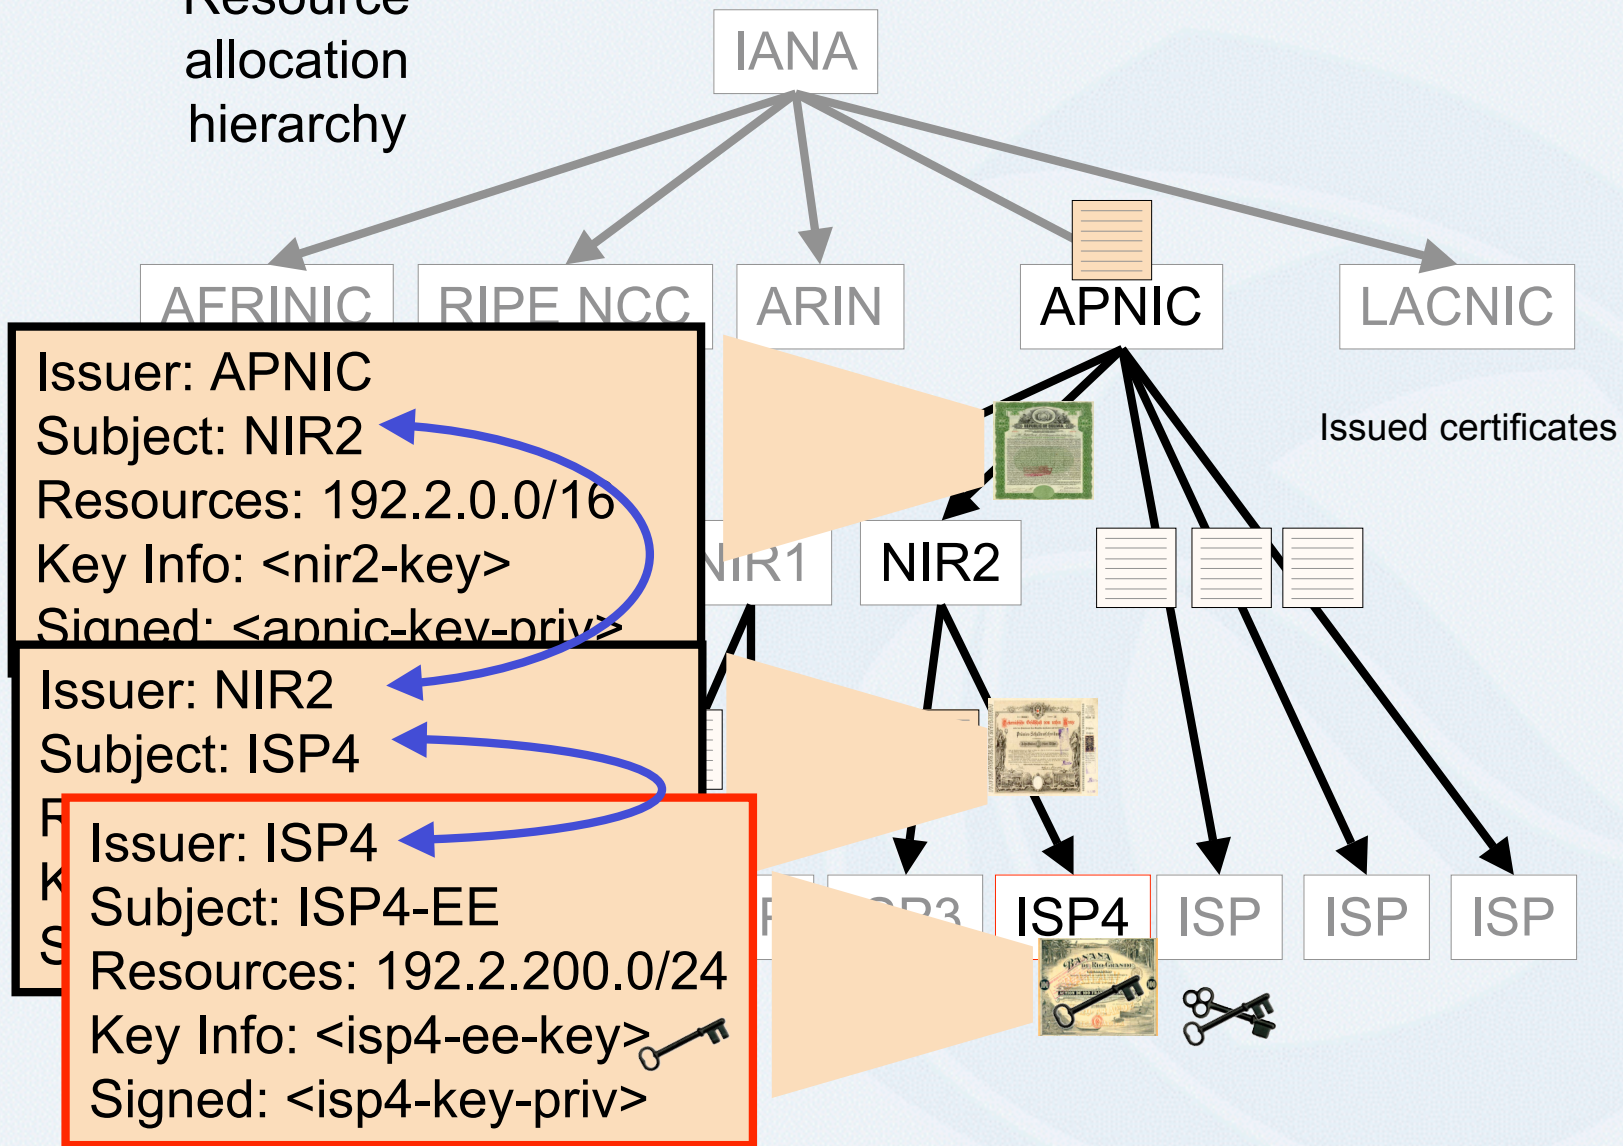 Resource
allocation
hierarchy
IANA
AFRINIC
RIPE NCC
ARIN
APNIC
LACNIC
Issued certificates
Issuer: APNIC
Subject: NIR2
Resources: 192.2.0.0/16
Key Info: <nir2-key>
Signed: <apnic-key-priv>
NIR1
NIR2
Issuer: NIR2
Subject: ISP4
ISP4
ISP
ISP
ISP
Issuer: ISP4
Subject: ISP4-EE
Resources: 192.2.200.0/24
Key Info: <isp4-ee-key>
Signed: <isp4-key-priv>